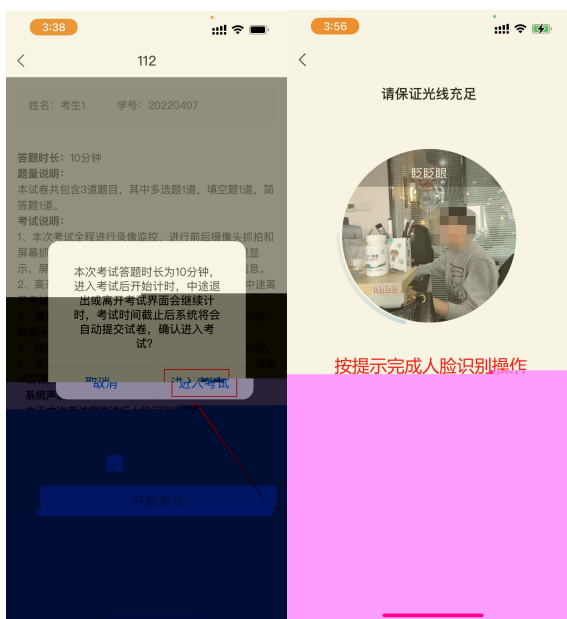 3:38
112
姓名：考生1 学号：20220407
答题时长：10分钟
题量说明：
本试卷共包含3道题目，其中多选题1道，填空题1道，简
答题1道。
考试说明：
1、本次考试全程进行录像监控，进行前后摄像头抓拍和
本次考试答题时长为10分钟，
进入考试后开始计时，中途退
出或离开考试界面会继续计
时，考试时间截止后系统将会
自动提交试卷，确认进入考
试？
取消
进入考试
开始考试
3:56
请保证光线充足
眨眨眼
按提示完成人脸识别操作